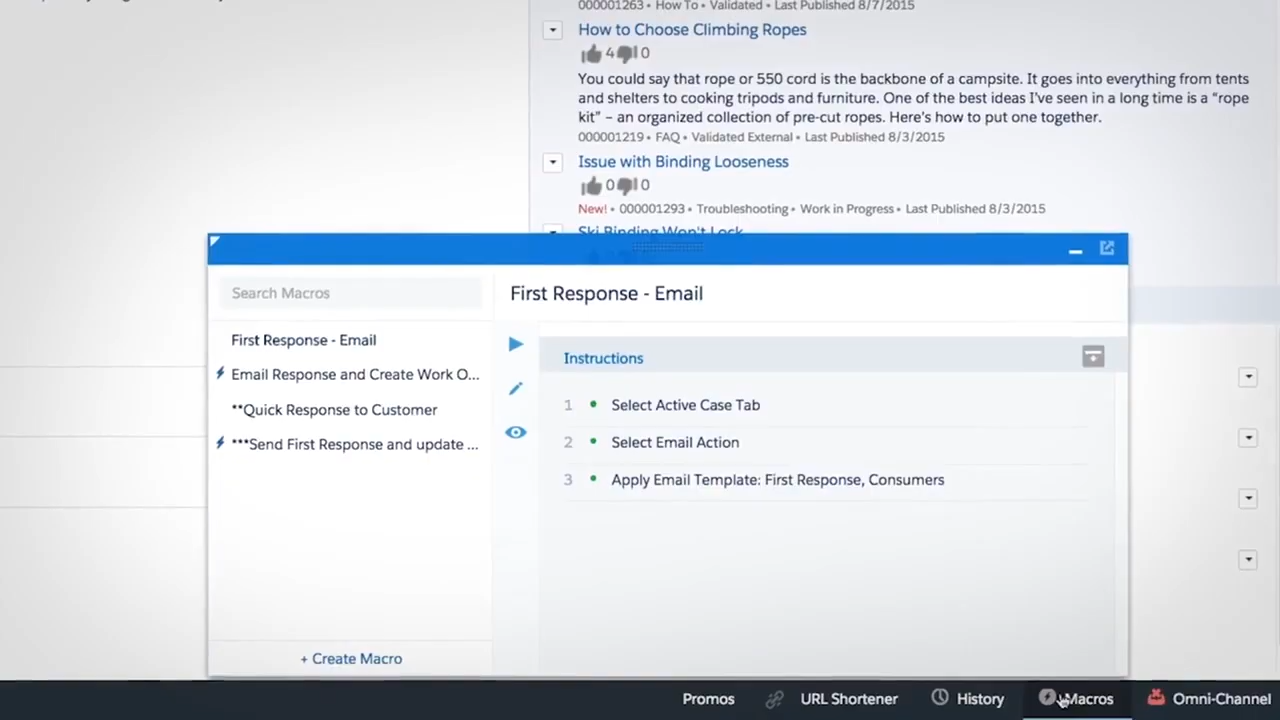 000001263 • How To • Validated • Last Published 8/7/2015
How to Choose Climbing Ropes
4 0
You could say that rope or 550 cord is the backbone of a campsite. It goes into everything from tents
and shelters to cooking tripods and furniture. One of the best ideas I've seen in a long time is a "rope
kit" – an organized collection of pre-cut ropes. Here's how to put one together.
000001219 • FAQ • Validated External • Last Published 8/3/2015
Issue with Binding Looseness
0 0
New! • 000001293 • Troubleshooting • Work in Progress • Last Published 8/3/2015
Ski Binding Won't Lock
Search Macros
First Response - Email
Email Response and Create Work O...
**Quick Response to Customer
***Send First Response and update ...
+ Create Macro
First Response - Email
Instructions
1 • Select Active Case Tab
2 • Select Email Action
3 • Apply Email Template: First Response, Consumers
Promos URL Shortener History Macros Omni-Channel